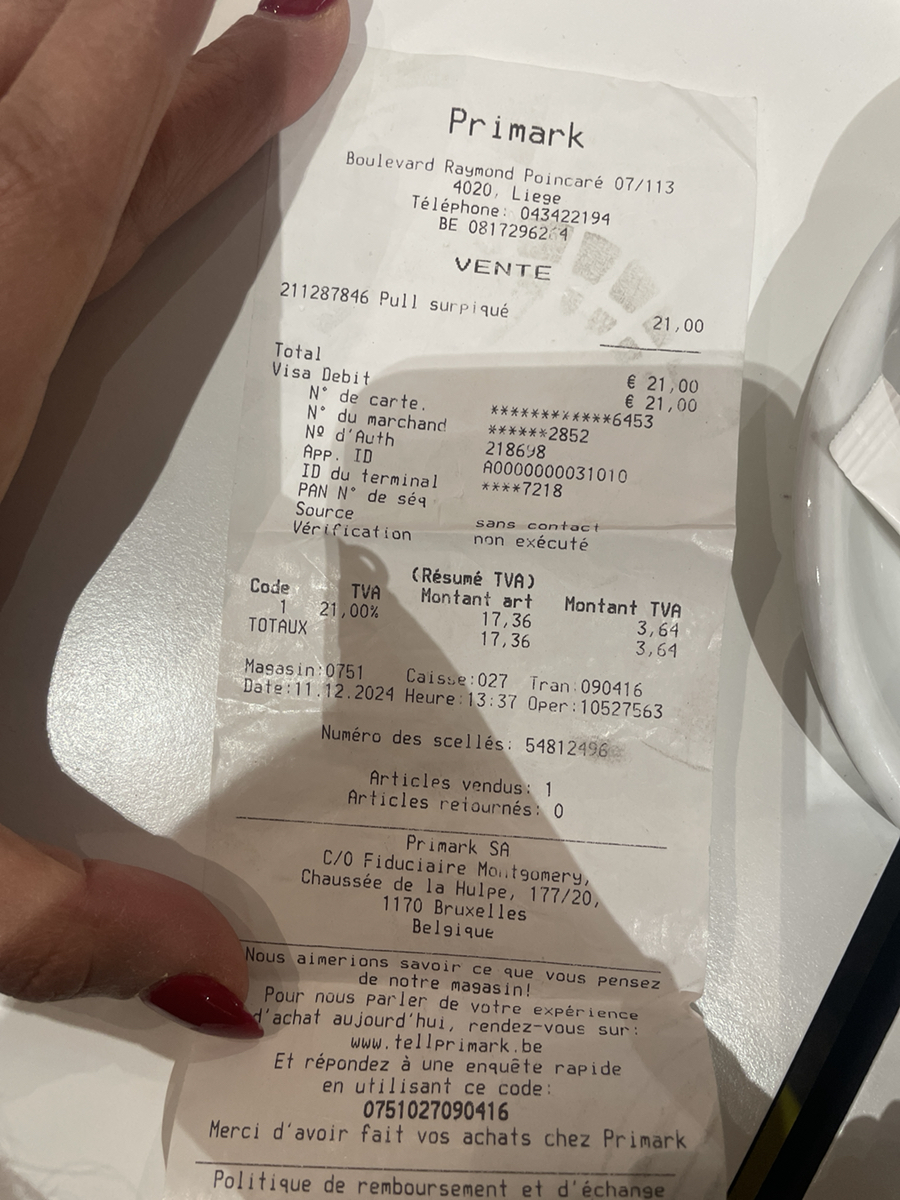 Primark
Boulevard Raymond Poincaré 07/113
4020, Liege
Téléphone: 043422194
BE
VENTE
211287846 Pull surpiqué 21,00
Total € 21,00
Visa Debit € 21,00
N° de carte. ************6453
N° du marchand ******2852
Nº d'Auth 218698
App. ID A0000000031010
ID du terminal ****7218
PAN N° de séq
Source sans contact
Vérification non exécuté
(Résumé TVA)
Code TVA Montant art Montant TVA
1 21,00% 17,36 3,64
TOTAUX 17,36 3,64
Magasin:0751 Caisse:027 Tran:090416
Date:11.12.2024 Heure:13:37 Oper:10527563
Numéro des scellés: 54812496
Articles vendus: 1
Articles retournés: 0
Primark SA
C/O Fiduciaire Montgomery,
Chaussée de la Hulpe, 177/20,
1170 Bruxelles
Belgique
Nous aimerions savoir ce que vous pensez
de notre magasin!
Pour nous parler de votre expérience
d'achat aujourd'hui, rendez-vous sur:
www.tellprimark.be
Et répondez à une enquête rapide
en utilisant ce code:
0751027090416
Merci d'avoir fait vos achats chez Primark
Politique de remboursement et d'échange